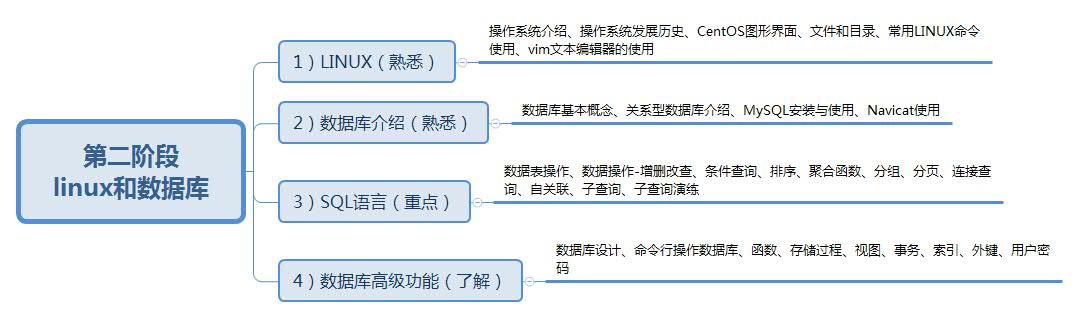 第二阶段
linux和数据库
1）LINUX（熟悉）
操作系统介绍、操作系统发展历史、CentOS图形界面、文件和目录、常用LINUX命令
使用、vim文本编辑器的使用
2）数据库介绍（熟悉）
数据库基本概念、关系型数据库介绍、MySQL安装与使用、Navicat使用
3）SQL语言（重点）
数据表操作、数据操作-增删改查、条件查询、排序、聚合函数、分组、分页、连接查
询、自关联、子查询、子查询演练
4）数据库高级功能（了解）
数据库设计、命令行操作数据库、函数、存储过程、视图、事务、索引、外键、用户密
码